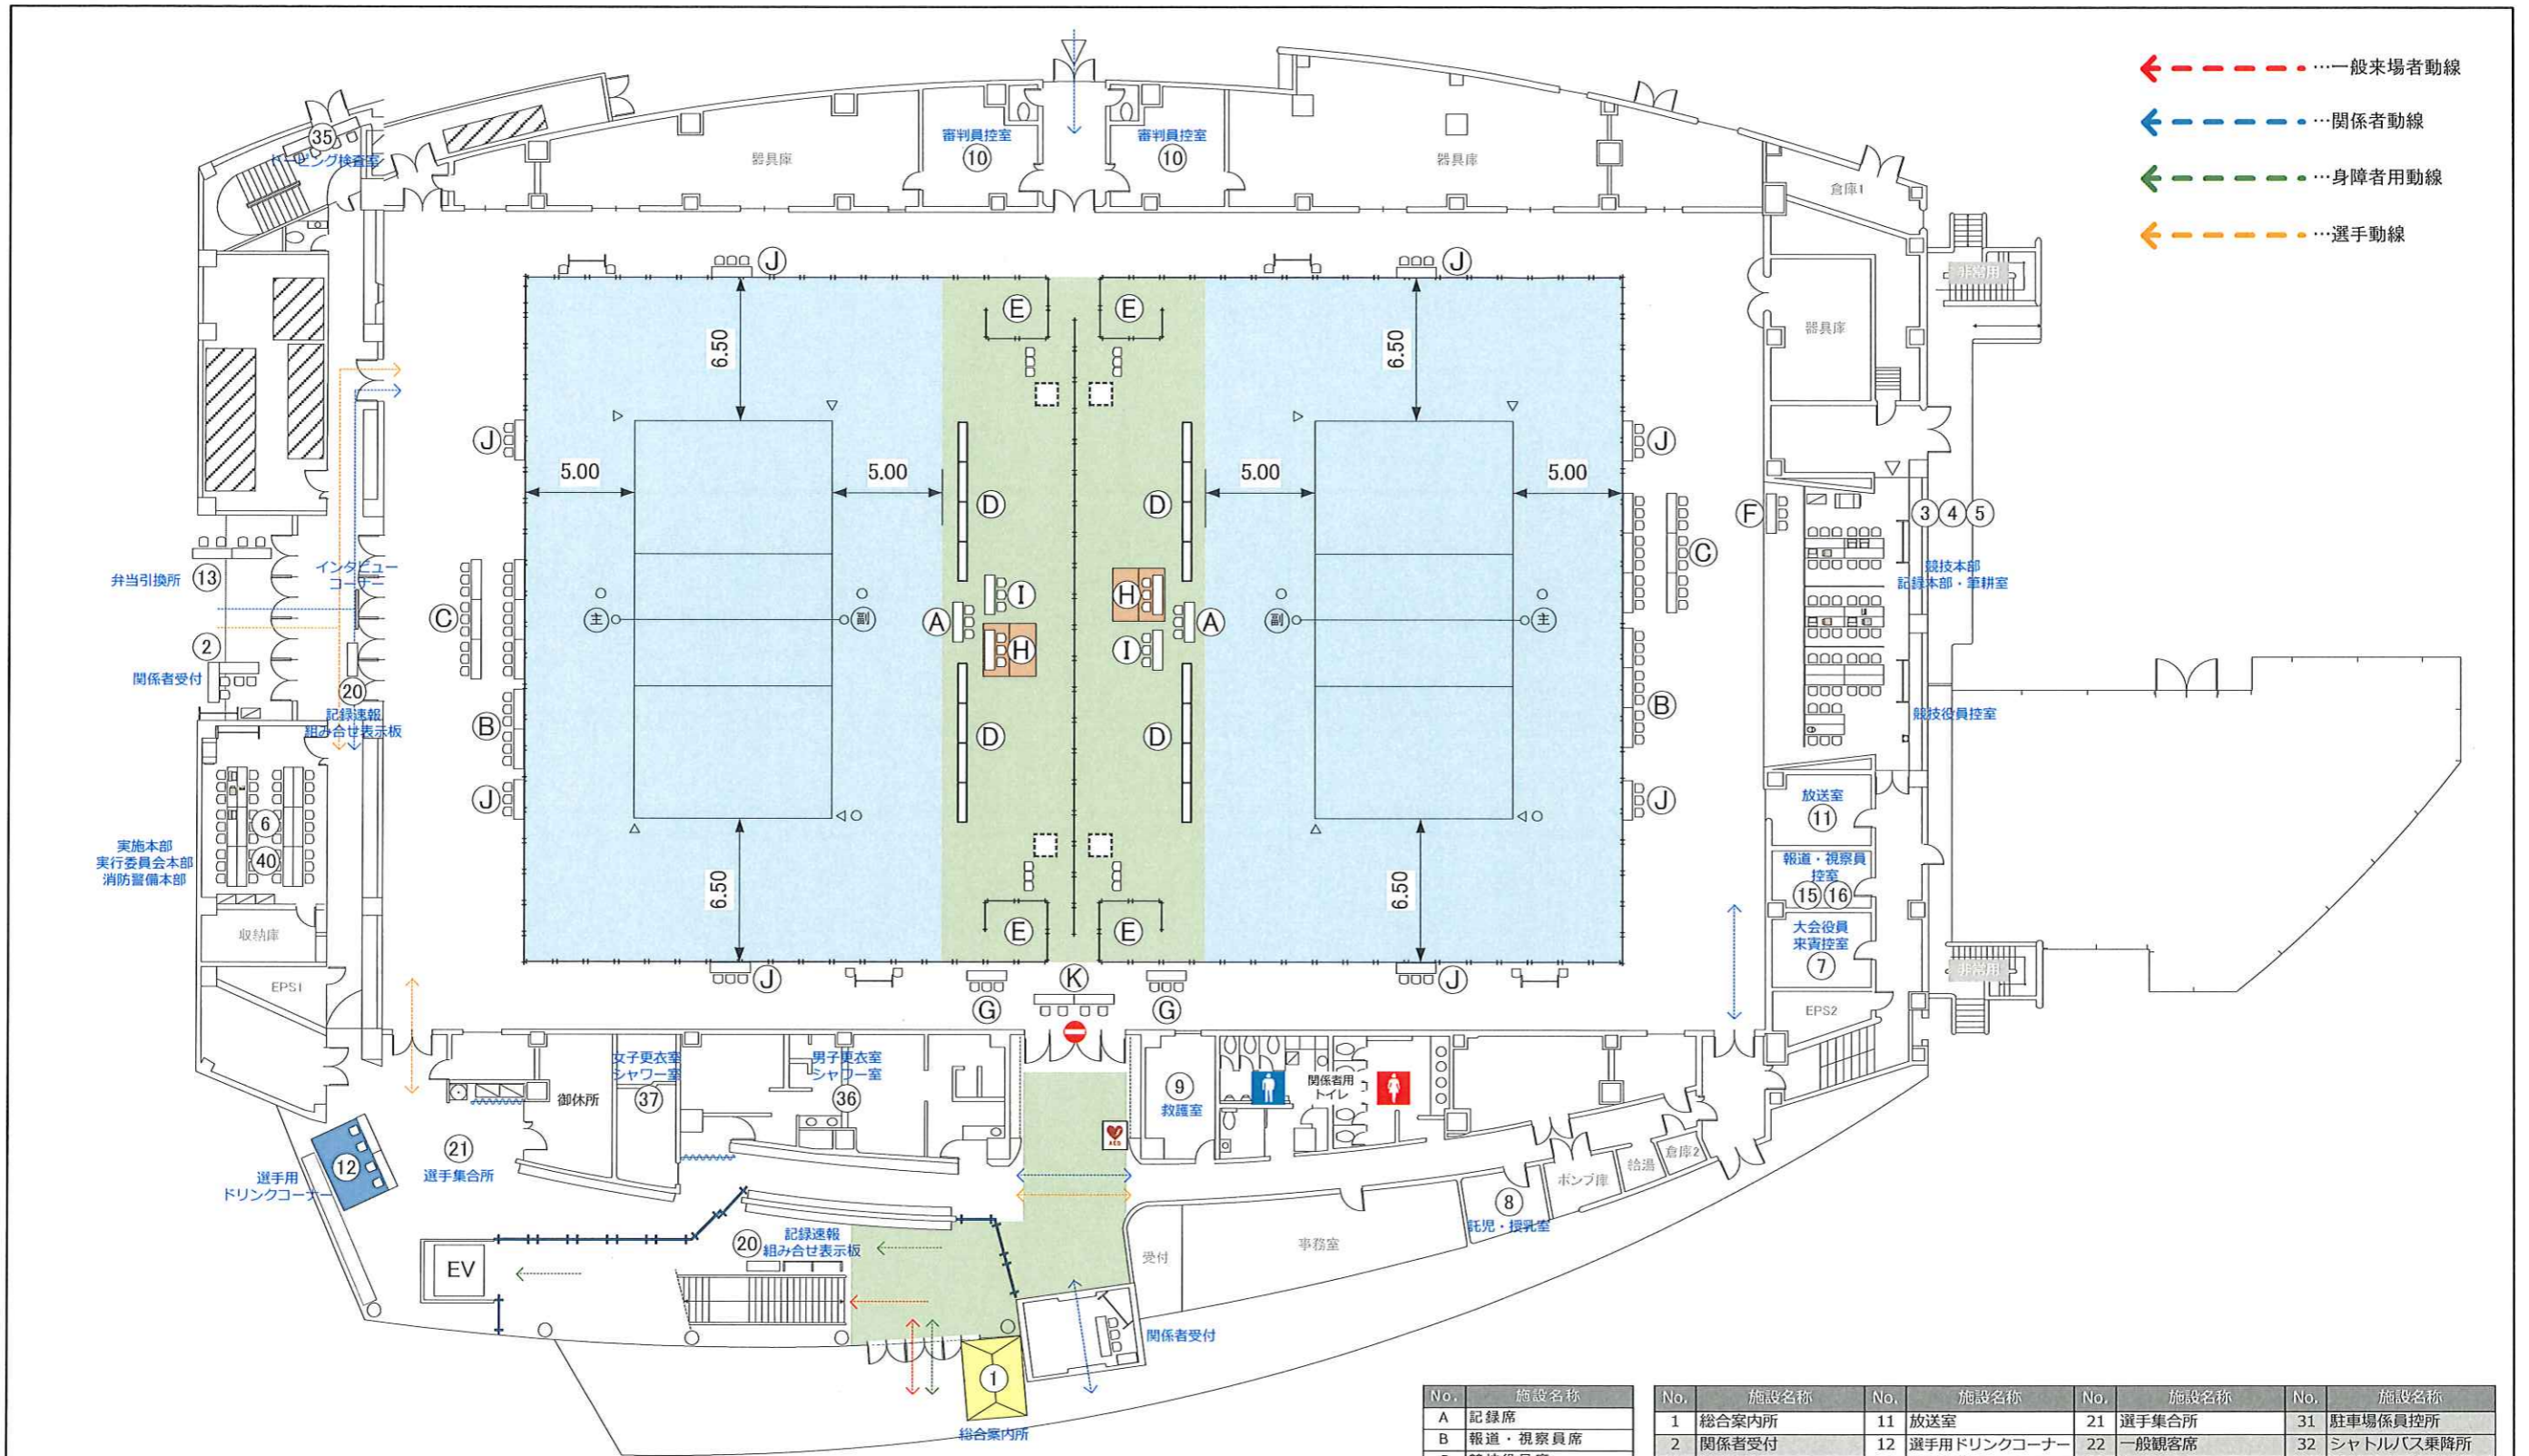 …一般来場者動線
…関係者動線
…身障者用動線
…選手動線
35
ドーピング検査室
器具庫
審判員控室
10
審判員控室
10
器具庫
倉庫1
非常用
器具庫
J
J
E
E
6.50
6.50
J
J
5.00
5.00
5.00
5.00
D
D
F
3
4
5
C
競技本部
記録本部・筆耕室
弁当引換所
13
インタビュー
コーナー
C
主
副
A
I
H
H
I
A
副
主
2
関係者受付
20
記録速報
組み合せ表示板
B
D
D
B
競技役員控室
J
J
放送室
11
6
40
実施本部
実行委員会本部
消防警備本部
報道・視察員
控室
15
16
収納庫
6.50
6.50
E
E
大会役員
来賓控室
7
非常用
EPS1
J
K
J
G
G
EPS2
女子更衣室
シャワー室
37
男子更衣室
シャワー室
36
御休所
9
救護室
関係者用
トイレ
AED
12
選手用
ドリンクコーナー
21
選手集合所
倉庫2
給湯
ポンプ庫
8
託児・授乳室
事務室
受付
20
記録速報
組み合せ表示板
EV
関係者受付
1
総合案内所
No. 施設名称
A 記録席
B 報道・視察員席
No. 施設名称 No. 施設名称 No. 施設名称 No. 施設名称
1 総合案内所 11 放送室 21 選手集合所 31 駐車場係員控所
2 関係者受付 12 選手用ドリンクコーナー 22 一般観客席 32 シャトルバス乗降所